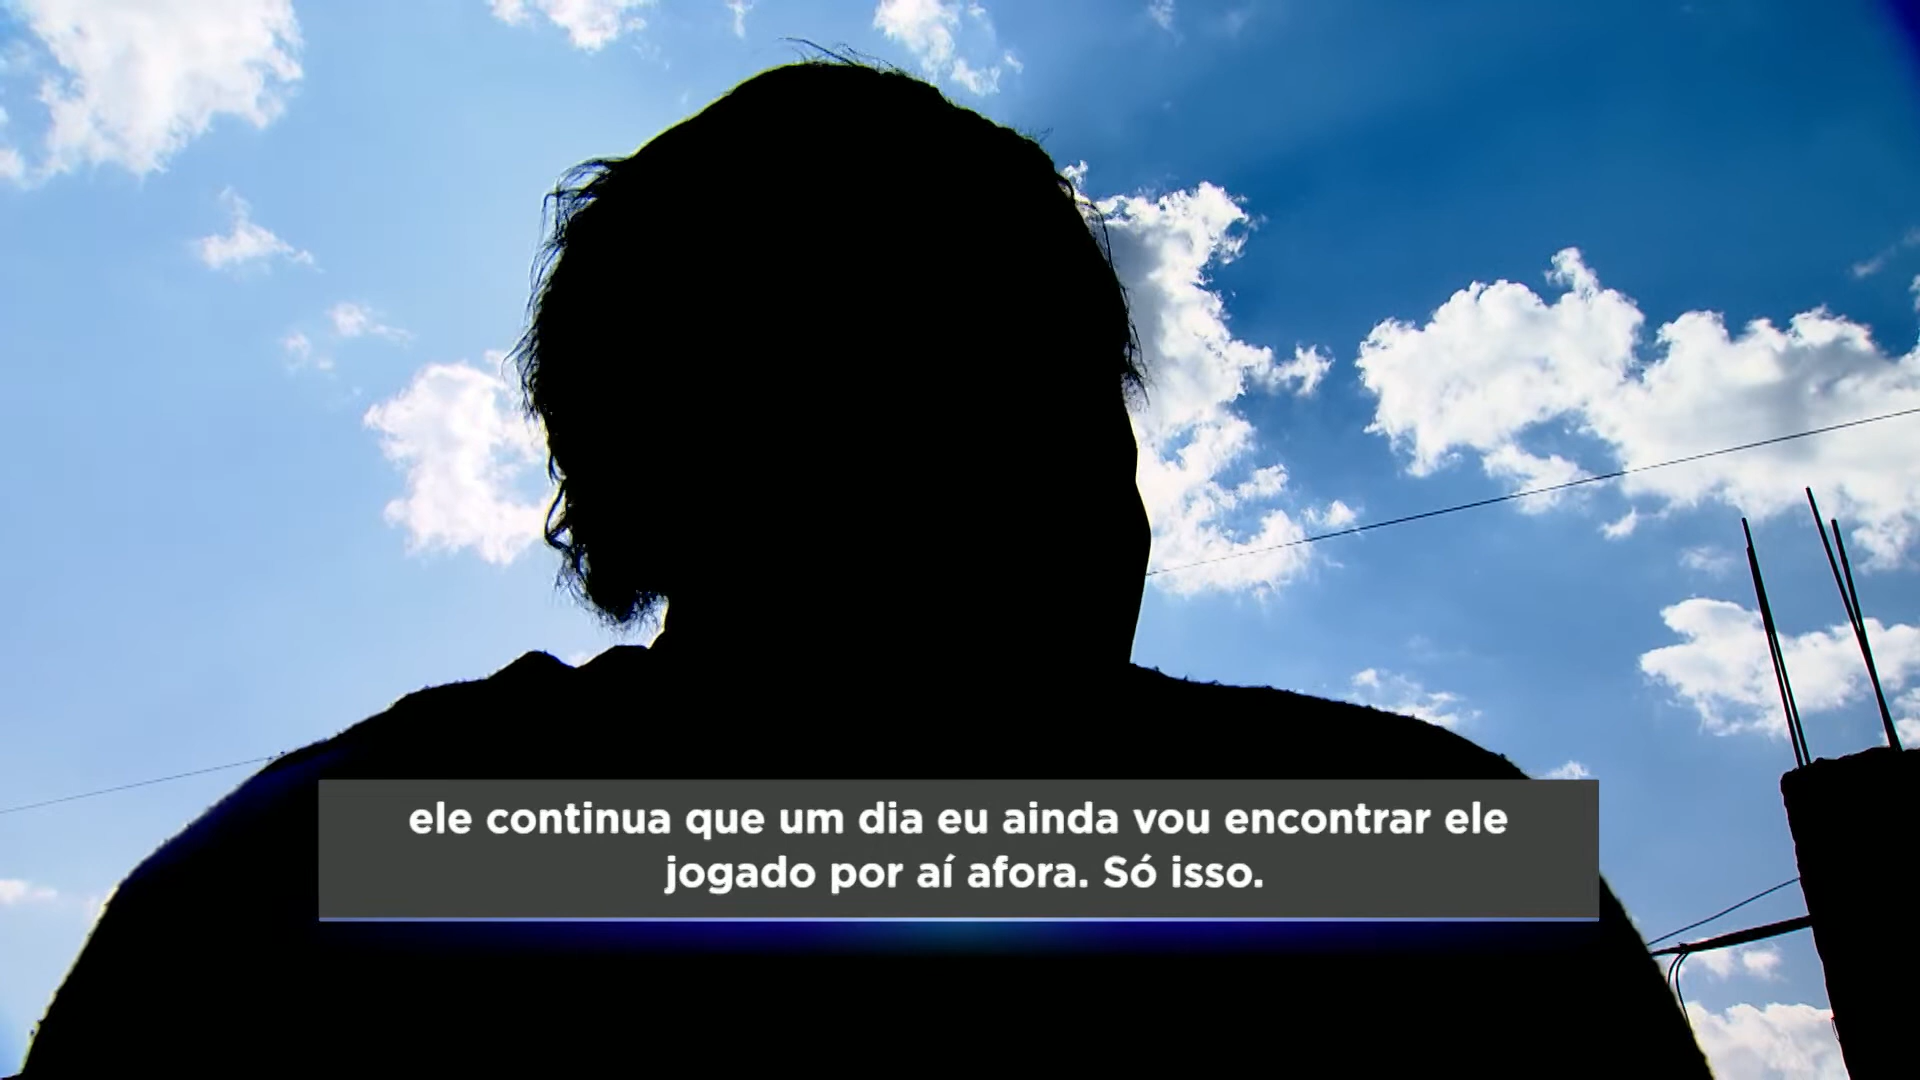 ele continua que um dia eu ainda vou encontrar ele
jogado por aí afora. Só isso.